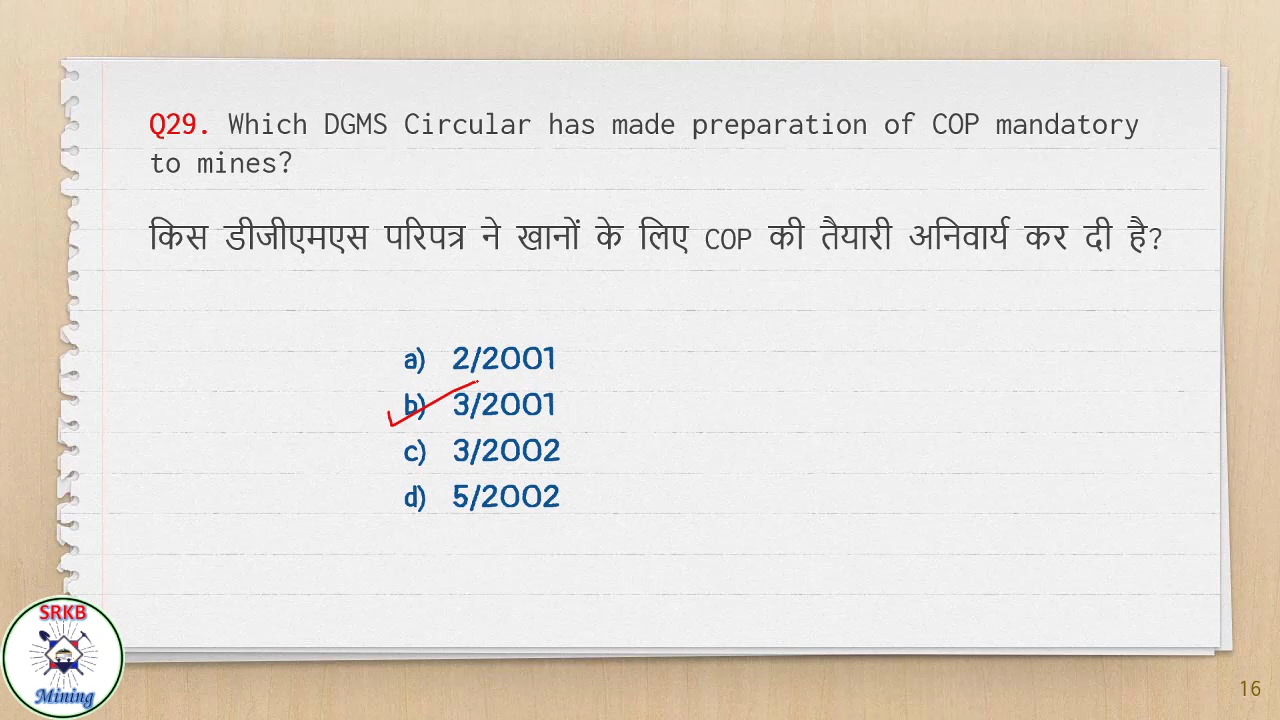 Q29. Which DGMS Circular has made preparation of COP mandatory
to mines?
किस डीजीएमएस परिपत्र ने खानों के लिए COP की तैयारी अनिवार्य कर दी है?
a) 2/2001
b) 3/2001
c) 3/2002
d) 5/2002
SRKB
Mining
16